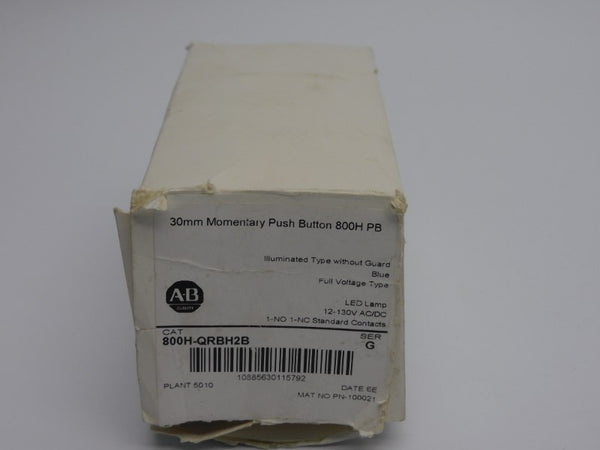 30mm Momentary Push Button 800H PB
Illuminated Type without Guard
Blue
Full Voltage Type
LED Lamp
12-130V AC/DC
1-NO 1-NC Standard Contacts
A-B
QUALITY
CAT
800H-QRBH2B
SER
G
10885630115792
PLANT 5010
DATE 6E
MAT NO PN-100021